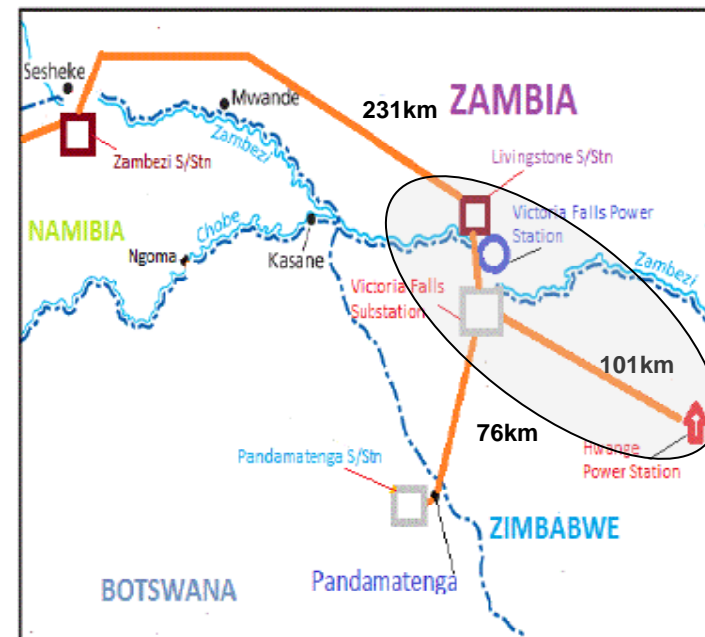 Sesheke
Mwande
231km
ZAMBIA
Zambezi
Zambezi S/Stn
Livingstone S/Stn
NAMIBIA
Chobe
Victoria Falls Power
Station
Ngoma
Kasane
Zambezi
Victoria Falls
Substation
101km
76km
Hwange
Power Station
Pandamatenga S/Stn
ZIMBABWE
Pandamatenga
BOTSWANA